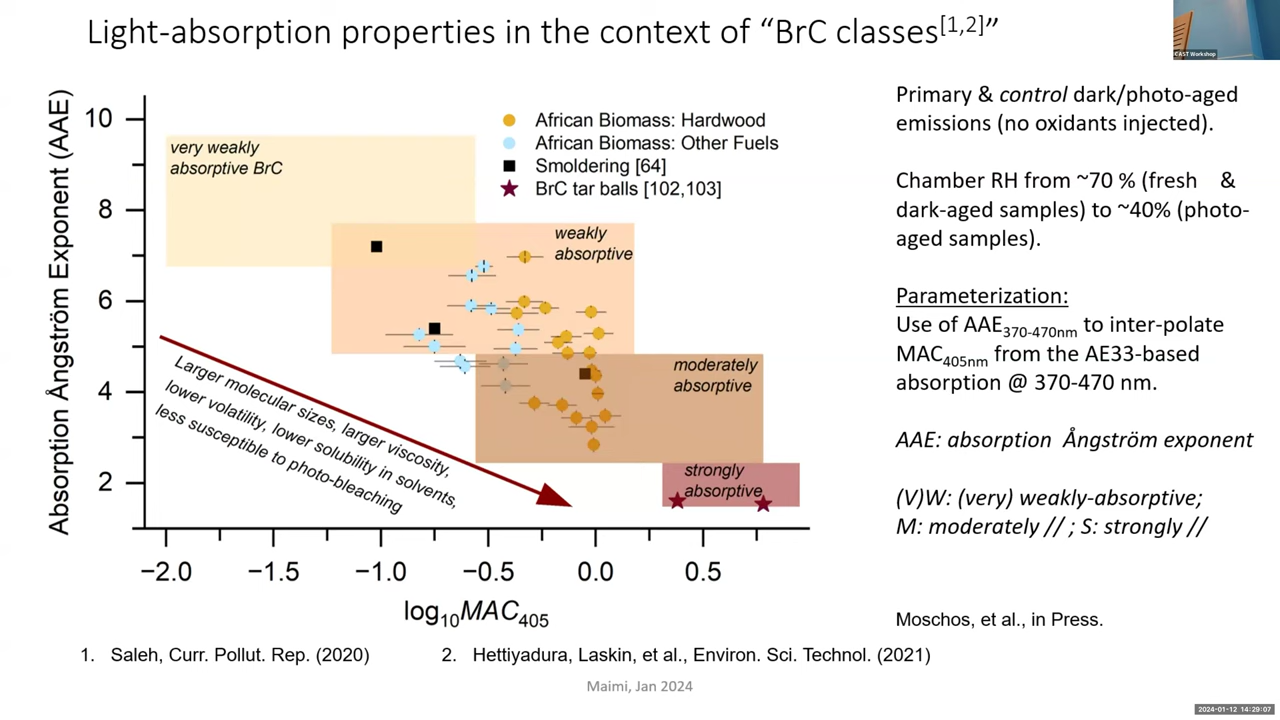 Light-absorption properties in the context of “BrC classes[1,2]”
CAST Workshop
Absorption Ångström Exponent (AAE)
10
8
6
4
2
−2.0
−1.5
−1.0
−0.5
0.0
0.5
log10MAC405
African Biomass: Hardwood
African Biomass: Other Fuels
Smoldering [64]
BrC tar balls [102,103]
very weakly
absorptive BrC
weakly
absorptive
moderately
absorptive
strongly
absorptive
Larger molecular sizes, larger viscosity,
lower volatility, lower solubility in solvents,
less susceptible to photo-bleaching
Primary & control dark/photo-aged
emissions (no oxidants injected).
Chamber RH from ~70 % (fresh &
dark-aged samples) to ~40% (photo-
aged samples).
Parameterization:
Use of AAE370-470nm to inter-polate
MAC405nm from the AE33-based
absorption @ 370-470 nm.
AAE: absorption Ångström exponent
(V)W: (very) weakly-absorptive;
M: moderately // ; S: strongly //
Moschos, et al., in Press.
1. Saleh, Curr. Pollut. Rep. (2020)
2. Hettiyadura, Laskin, et al., Environ. Sci. Technol. (2021)
Maimi, Jan 2024
2024-01-12 14:29:07